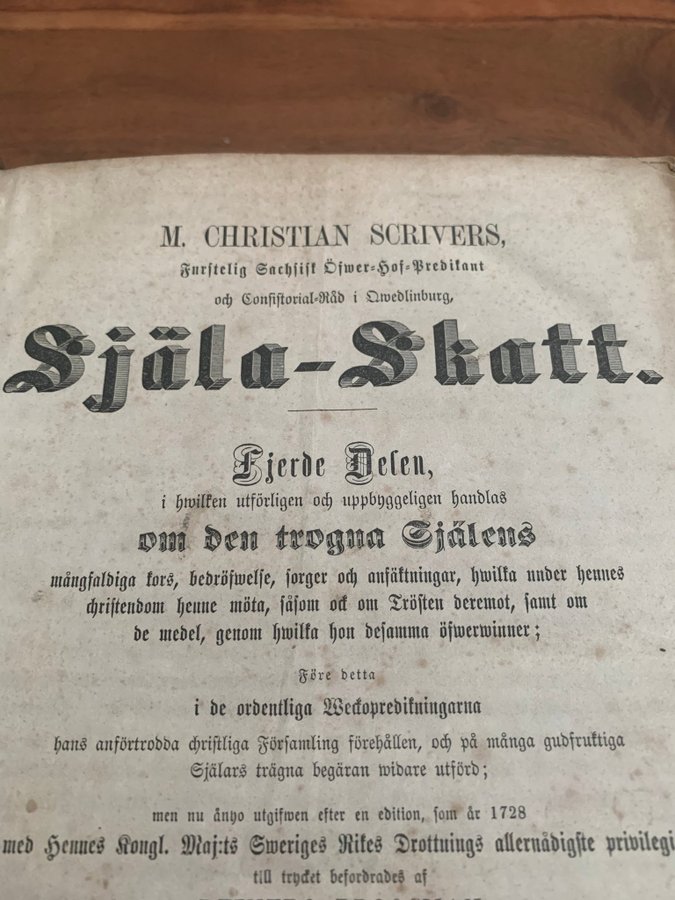 M. CHRISTIAN SCRIVERS,
Furstelig Sachsisk Öfwer-Hof-Predikant
och Consistorial-Råd i Qwedlinburg,
Själa-Skatt.
Fjerde Delen,
i hwilken utförligen och uppbyggeligen handlas
om den trogna Själens
mångfaldiga kors, bedröfwelse, sorger och anfäktningar, hwilka under hennes
christendom henne möta, såsom ock om Trösten deremot, samt om
de medel, genom hwilka hon desamma öfwerwinner;
Före detta
i de ordentliga Weckopredikningarna
hans anförtrodda christliga Församling förehållen, och på många gudfruktiga
Själars trägna begäran widare utförd;
men nu ånyo utgifwen efter en edition, som år 1728
med Hennes Kongl. Maj:ts Sweriges Rikes Drottnings allernådigste privilegi
till trycket befordrades af